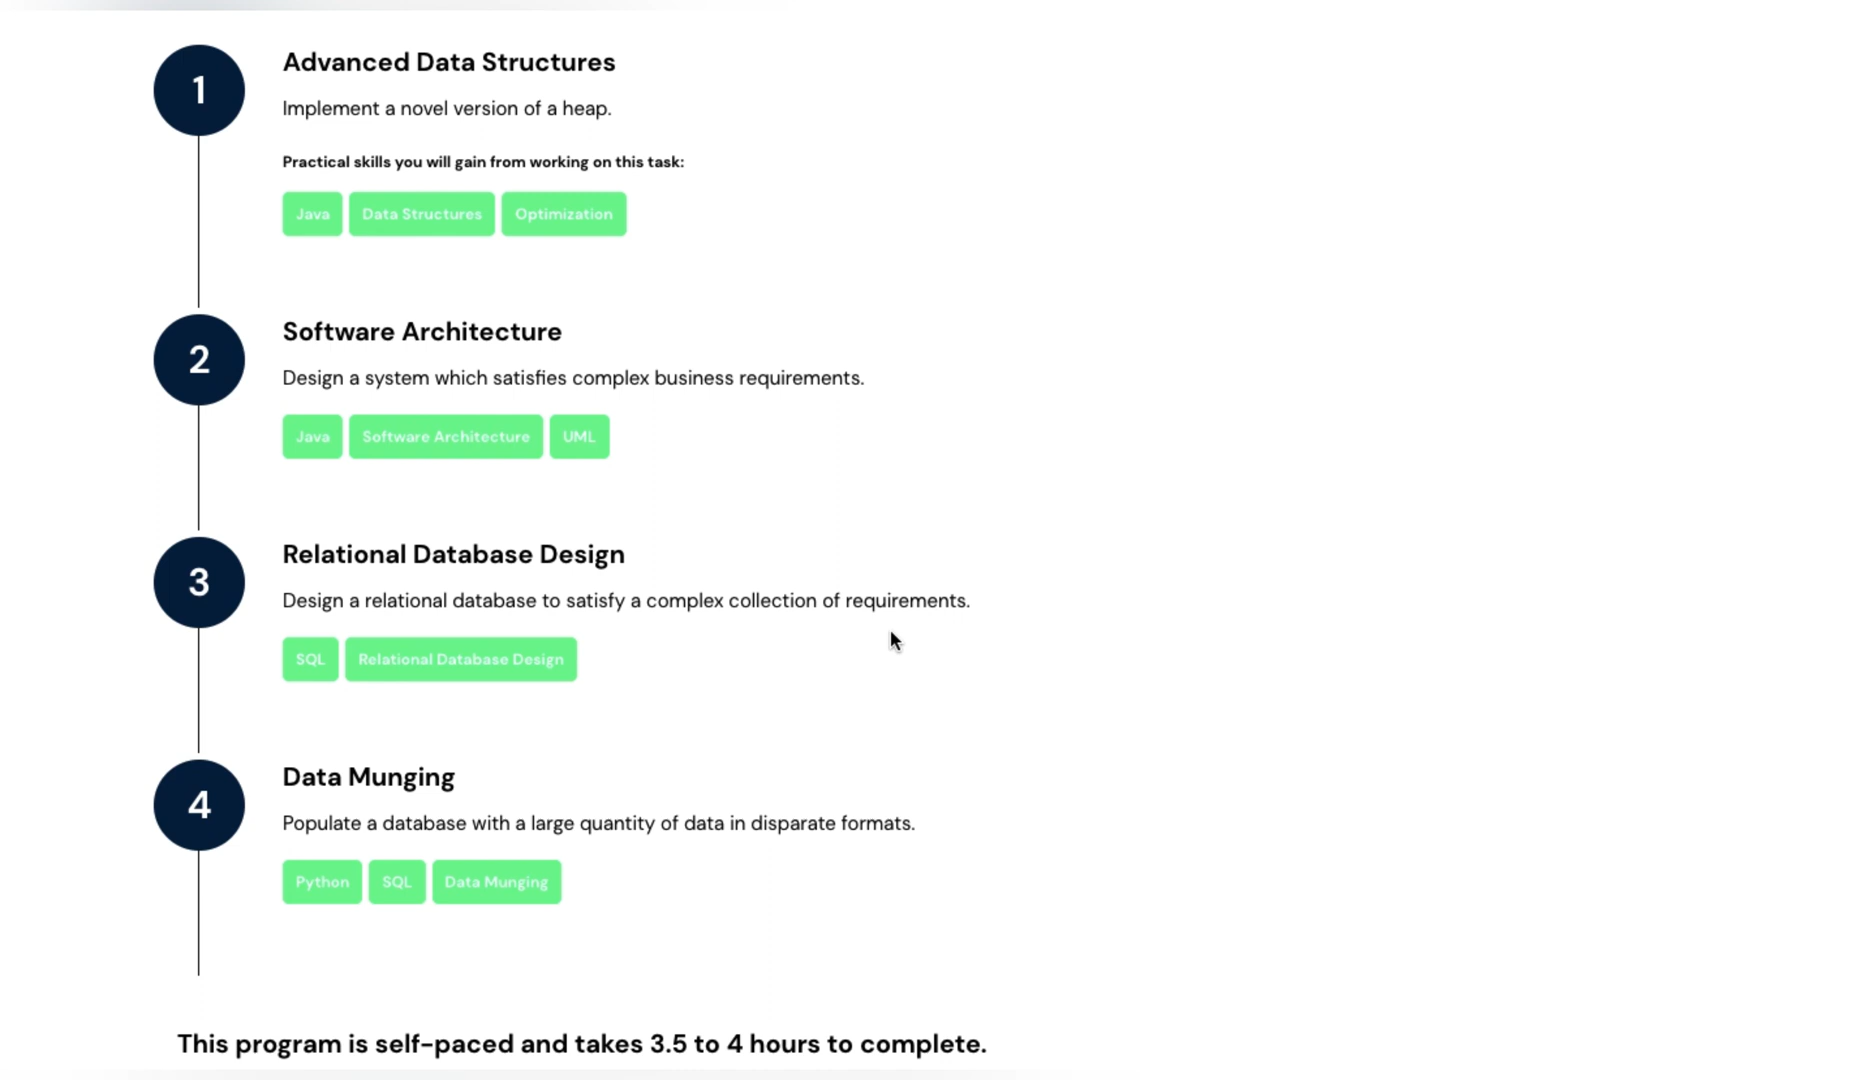 1
Advanced Data Structures
Implement a novel version of a heap.
Practical skills you will gain from working on this task:
Java Data Structures Optimization
2
Software Architecture
Design a system which satisfies complex business requirements.
Java Software Architecture UML
3
Relational Database Design
Design a relational database to satisfy a complex collection of requirements.
SQL Relational Database Design
4
Data Munging
Populate a database with a large quantity of data in disparate formats.
Python SQL Data Munging
This program is self-paced and takes 3.5 to 4 hours to complete.